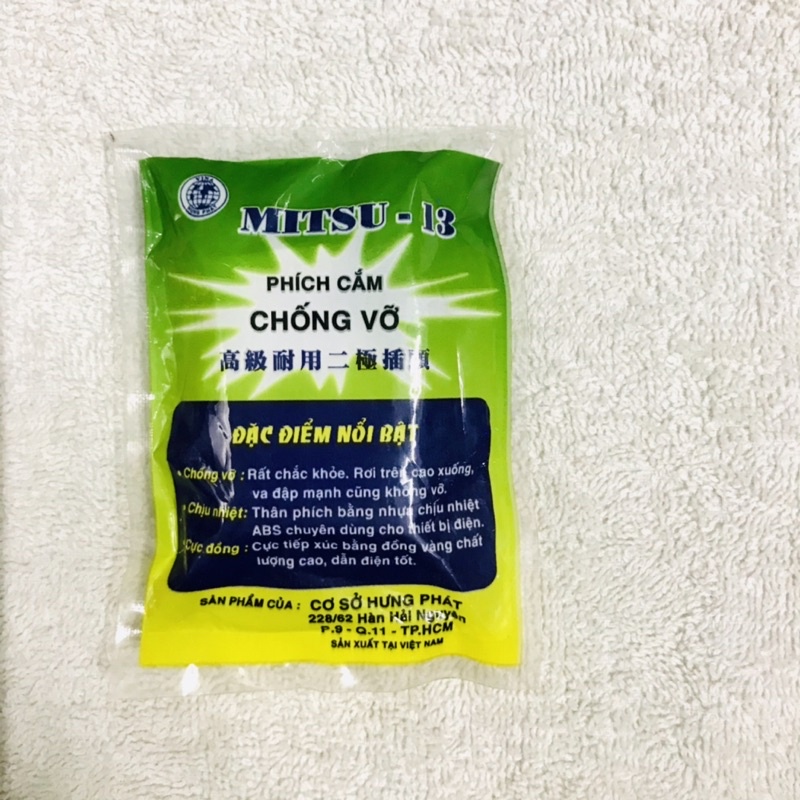 VINA
HƯNG PHÁT
MITSU - 13
PHÍCH CẮM
CHỐNG VỠ
高級耐用二極插頭
ĐẶC ĐIỂM NỔI BẬT
• Chống vỡ : Rất chắc khỏe. Rơi trên cao xuống,
va đập mạnh cũng không vỡ.
• Chịu nhiệt: Thân phích bằng nhựa chịu nhiệt
ABS chuyên dùng cho thiết bị điện.
• Cực đồng : Cực tiếp xúc bằng đồng vàng chất
lượng cao, dẫn điện tốt.
SẢN PHẨM CỦA : CƠ SỞ HƯNG PHÁT
228/62 Hàn Hải Nguyên
P.9 - Q.11 - TP.HCM
SẢN XUẤT TẠI VIỆT NAM